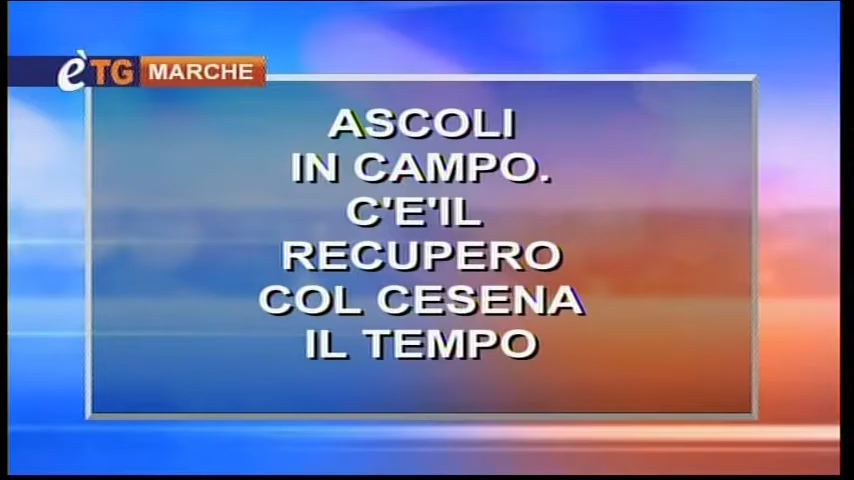 èTG MARCHE
ASCOLI
IN CAMPO.
C'E'IL
RECUPERO
COL CESENA
IL TEMPO